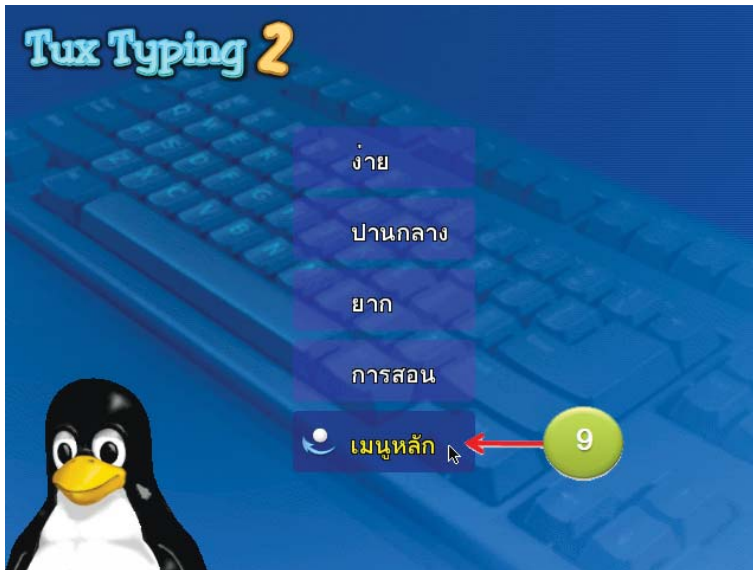 Tux Typing 2
ง่าย
ปานกลาง
ยาก
การสอน
เมนูหลัก
9